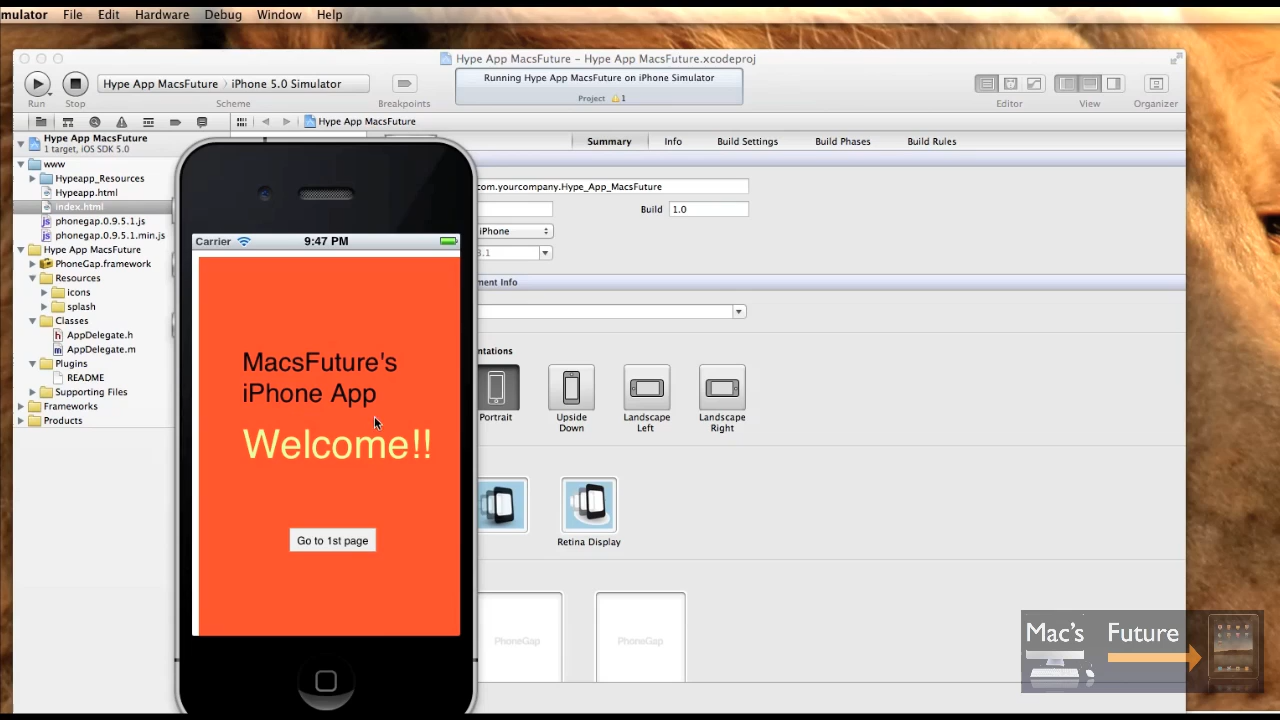 mulator File Edit Hardware Debug Window Help
Hype App MacsFuture – Hype App MacsFuture.xcodeproj
Hype App MacsFuture iPhone 5.0 Simulator
Running Hype App MacsFuture on iPhone Simulator
Project 1
Run Stop Scheme Breakpoints Editor View Organizer
Hype App MacsFuture
Hype App MacsFuture
1 target, iOS SDK 5.0
Summary Info Build Settings Build Phases Build Rules
www
Hypeapp_Resources
Hypeapp.html
index.html
phonegap.0.9.5.1.js
phonegap.0.9.5.1.min.js
Hype App MacsFuture
PhoneGap.framework
Resources
icons
splash
Classes
AppDelegate.h
AppDelegate.m
Plugins
README
Supporting Files
Frameworks
Products
Carrier 9:47 PM
MacsFuture's
iPhone App
Welcome!!
Go to 1st page
com.yourcompany.Hype_App_MacsFuture
Build 1.0
iPhone
3.1
ment Info
ntations
Portrait
Upside
Down
Landscape
Left
Landscape
Right
Retina Display
PhoneGap
PhoneGap
Mac's Future